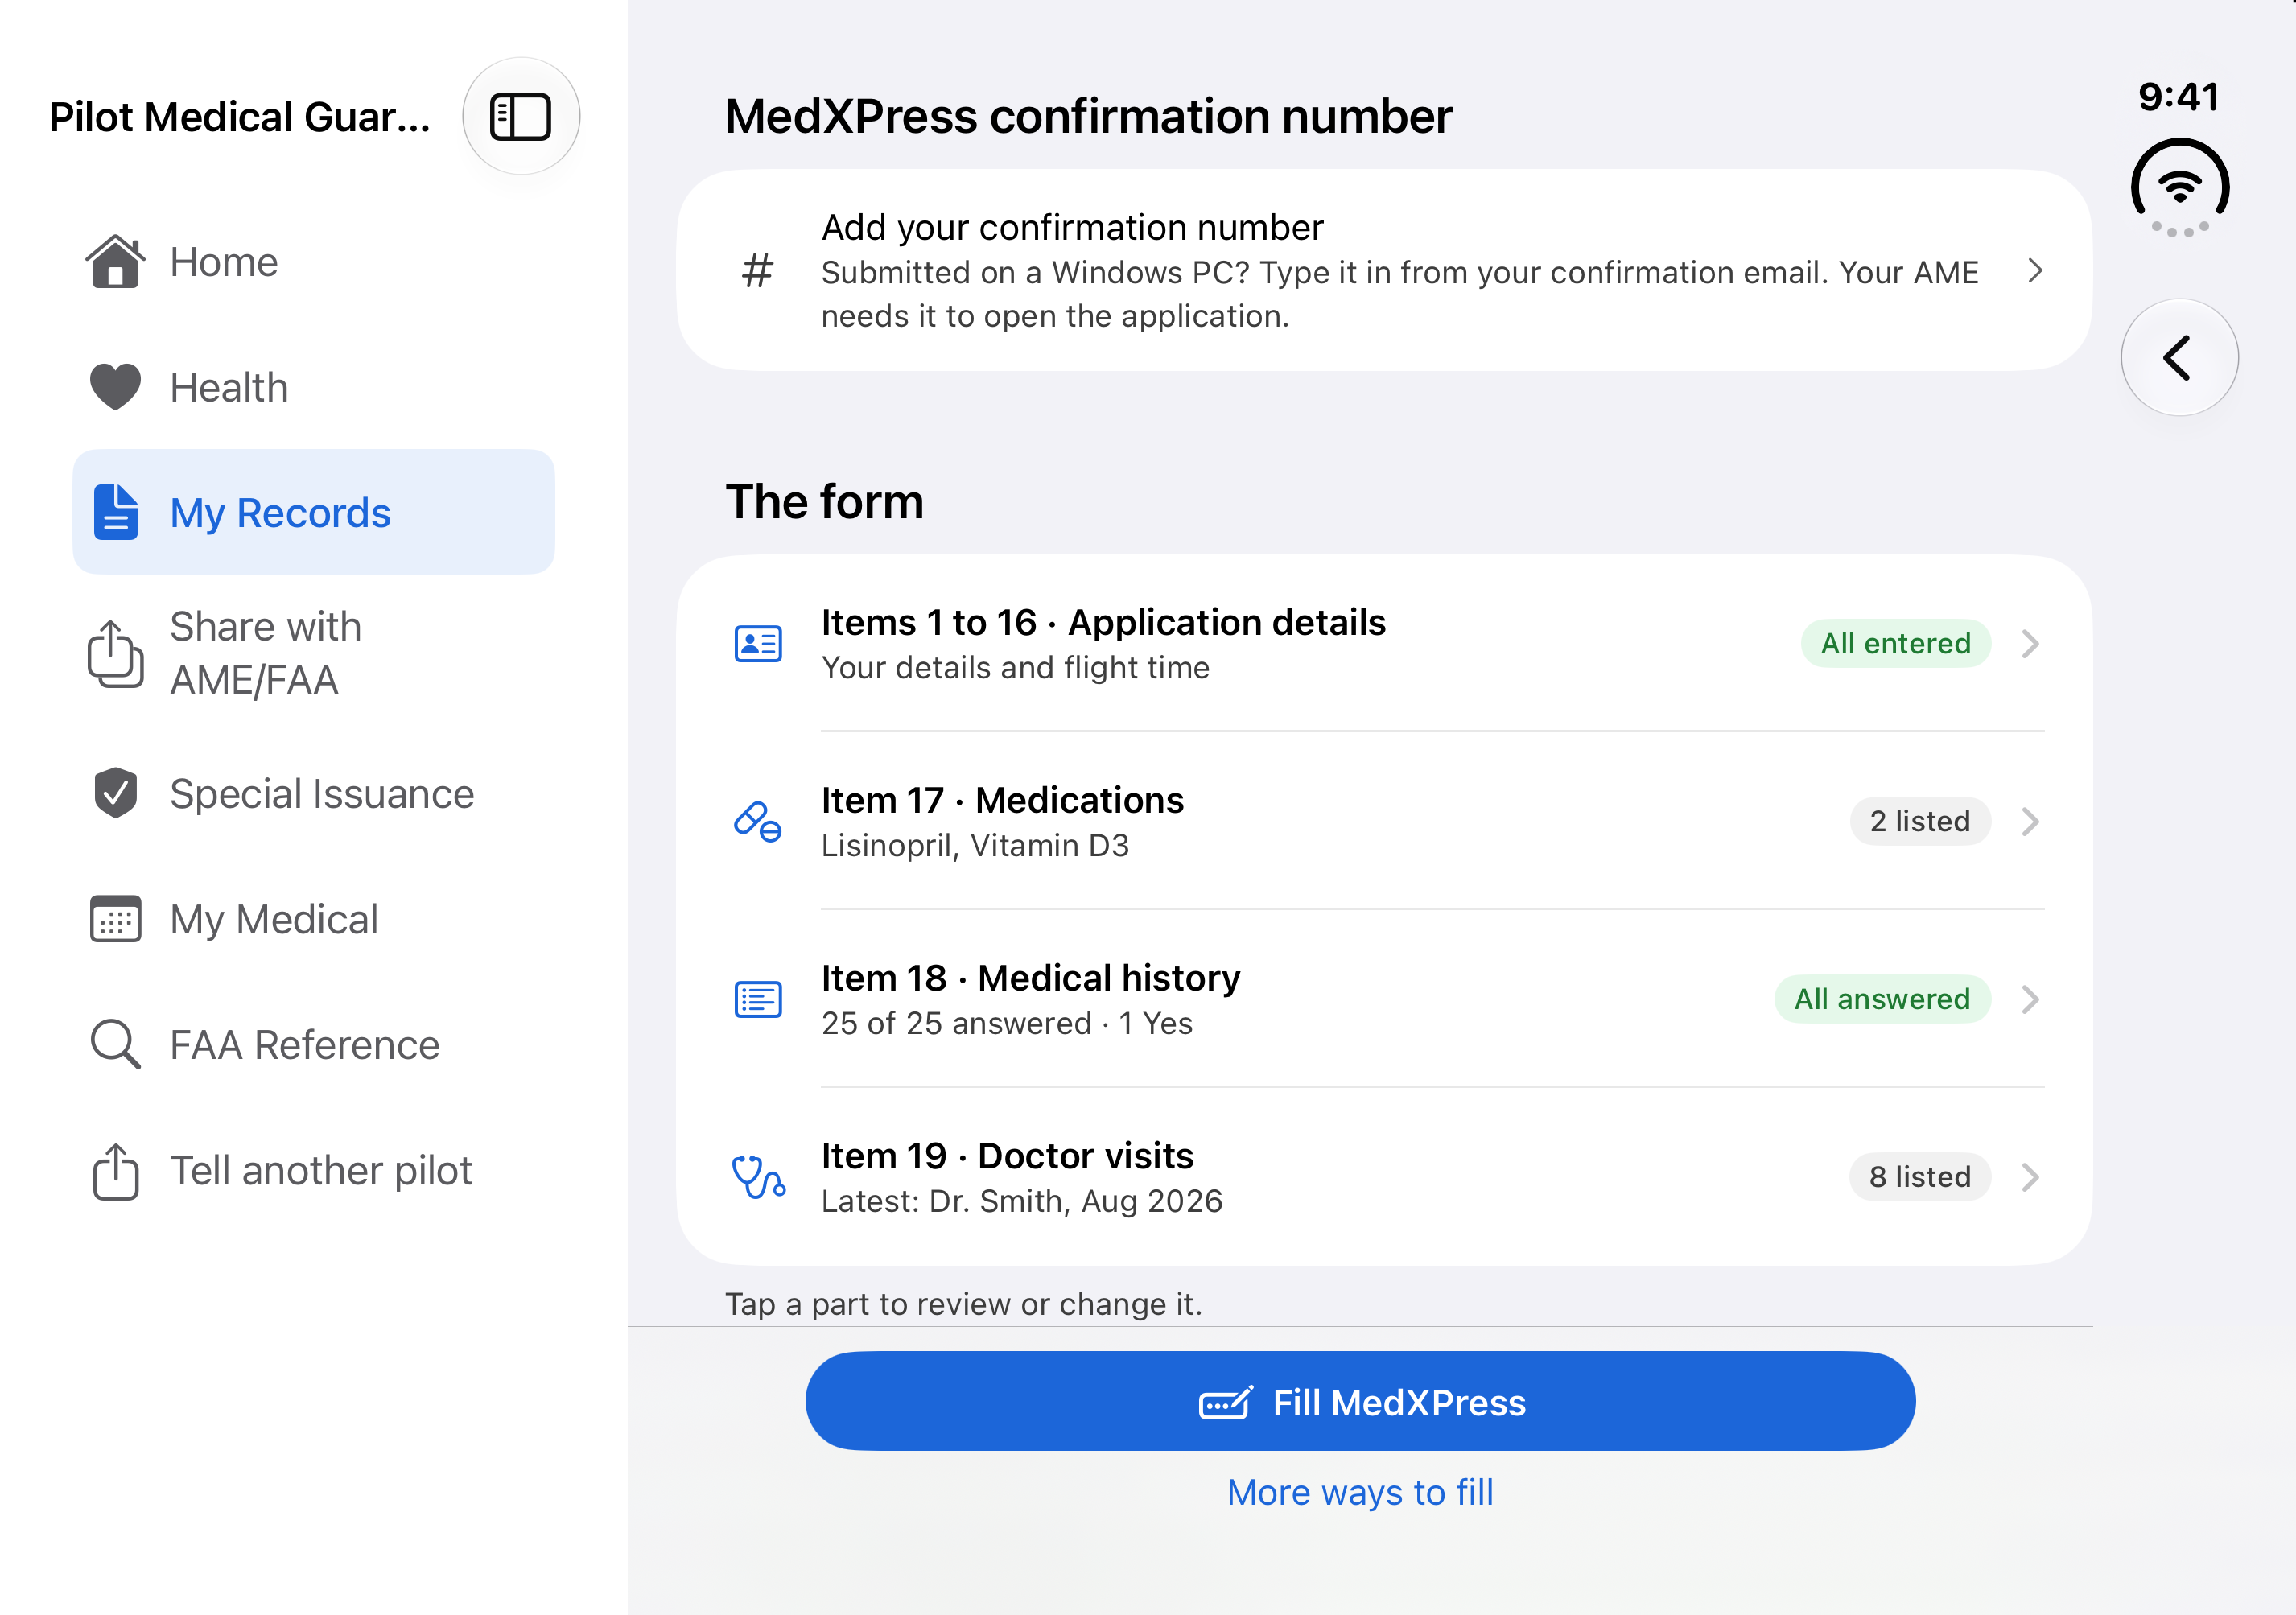 Pilot Medical Guar...
Home
Health
My Records
Share with
AME/FAA
Special Issuance
My Medical
FAA Reference
Tell another pilot
MedXPress confirmation number
#
Add your confirmation number
Submitted on a Windows PC? Type it in from your confirmation email. Your AME
needs it to open the application.
The form
Items 1 to 16 · Application details
Your details and flight time
All entered
Item 17 · Medications
Lisinopril, Vitamin D3
2 listed
Item 18 · Medical history
25 of 25 answered · 1 Yes
All answered
Item 19 · Doctor visits
Latest: Dr. Smith, Aug 2026
8 listed
Tap a part to review or change it.
Fill MedXPress
More ways to fill
9:41